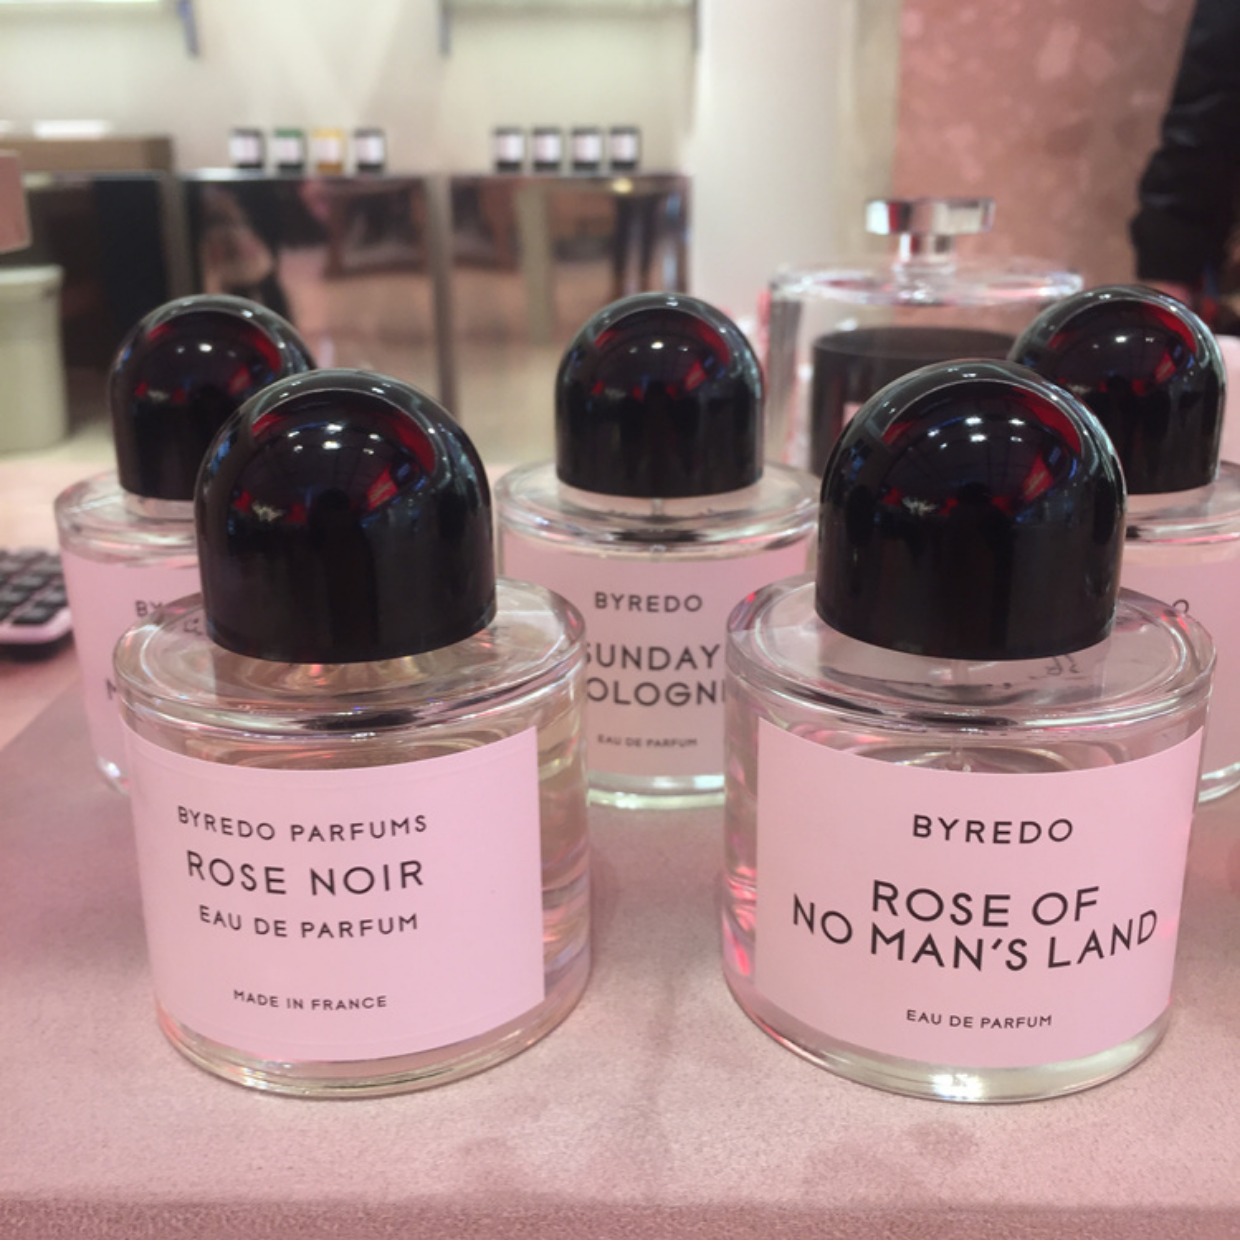 BYREDO PARFUMS
ROSE NOIR
EAU DE PARFUM
MADE IN FRANCE
BYREDO
SUNDAY
EAU DE PARFUM
BYREDO
ROSE OF
NO MAN'S LAND
EAU DE PARFUM